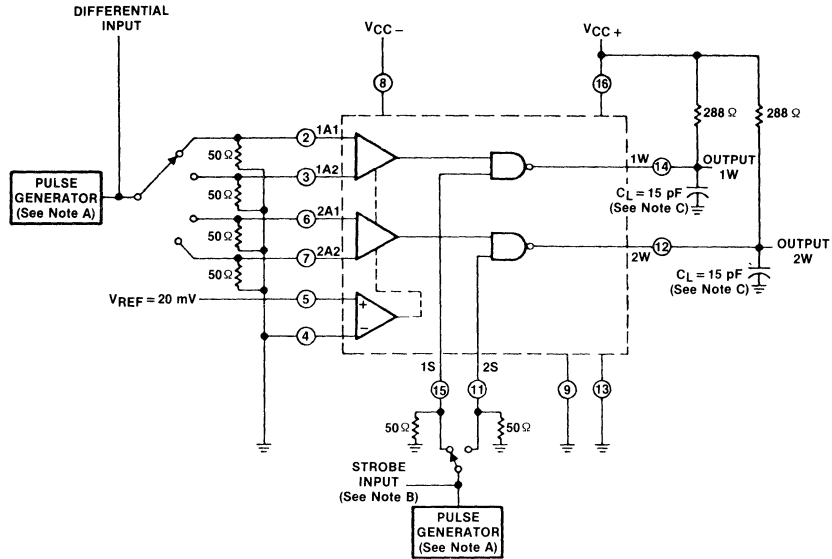 DIFFERENTIAL
INPUT
VCC −
VCC +
8
16
288 Ω
288 Ω
2
1A1
50 Ω
3
1A2
1W
14
OUTPUT
1W
PULSE
GENERATOR
(See Note A)
50 Ω
CL = 15 pF
(See Note C)
6
2A1
50 Ω
7
2A2
2W
12
OUTPUT
2W
50 Ω
CL = 15 pF
(See Note C)
VREF = 20 mV
5
+
4
−
1S
2S
15
11
9
13
50 Ω
50 Ω
STROBE
INPUT
(See Note B)
PULSE
GENERATOR
(See Note A)